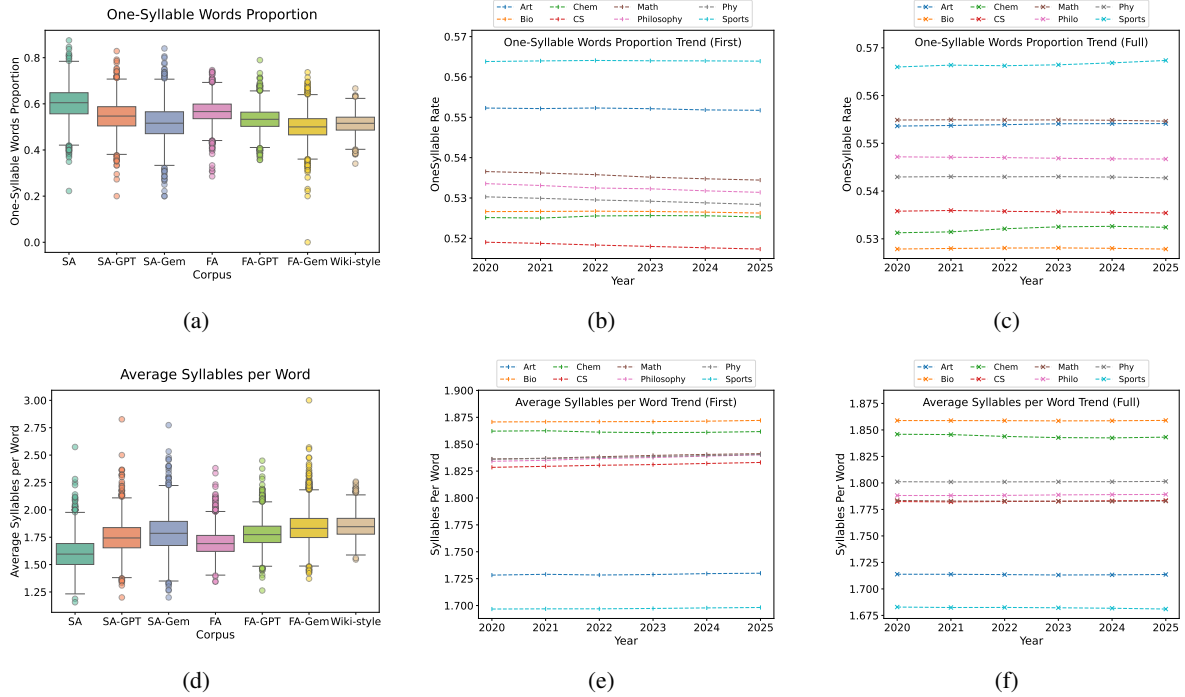 One-Syllable Words Proportion
One-Syllable Words Proportion
0.8
0.6
0.4
0.2
0.0
SA SA-GPT SA-Gem FA FA-GPT FA-Gem Wiki-style
Corpus
(a)
Art Chem Math Phy
Bio CS Philosophy Sports
One-Syllable Words Proportion Trend (First)
OneSyllable Rate
0.57
0.56
0.55
0.54
0.53
0.52
2020 2021 2022 2023 2024 2025
Year
(b)
Art Chem Math Phy
Bio CS Philo Sports
One-Syllable Words Proportion Trend (Full)
OneSyllable Rate
0.57
0.56
0.55
0.54
0.53
2020 2021 2022 2023 2024 2025
Year
(c)
Average Syllables per Word
Average Syllables per Word
3.00
2.75
2.50
2.25
2.00
1.75
1.50
1.25
SA SA-GPT SA-Gem FA FA-GPT FA-Gem Wiki-style
Corpus
(d)
Art Chem Math Phy
Bio CS Philosophy Sports
Average Syllables per Word Trend (First)
Syllables Per Word
1.900
1.875
1.850
1.825
1.800
1.775
1.750
1.725
1.700
2020 2021 2022 2023 2024 2025
Year
(e)
Art Chem Math Phy
Bio CS Philo Sports
Average Syllables per Word Trend (Full)
Syllables Per Word
1.875
1.850
1.825
1.800
1.775
1.750
1.725
1.700
1.675
2020 2021 2022 2023 2024 2025
Year
(f)